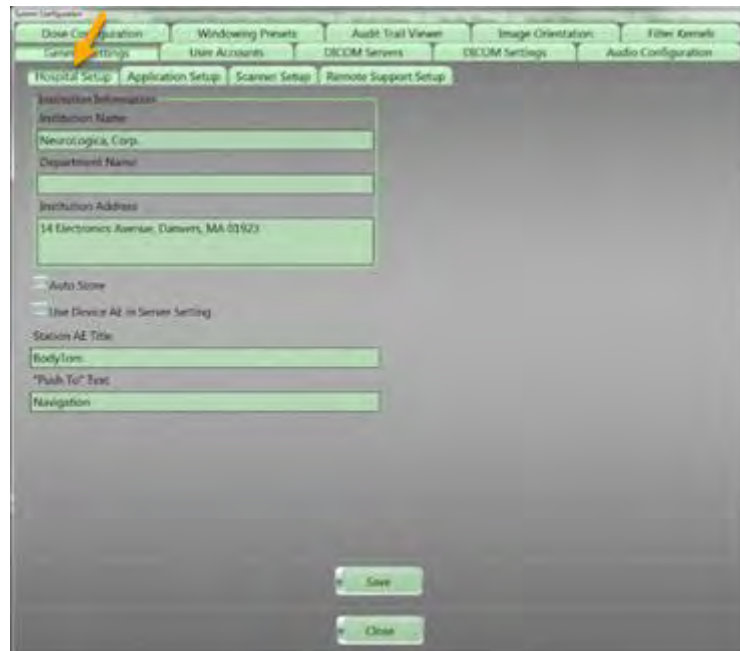 System Configuration
Dose Configuration Windowing Presets Audit Trail Viewer Image Orientation Filter Kernels
General Settings User Accounts DICOM Servers DICOM Settings Audio Configuration
Hospital Setup Application Setup Scanner Setup Remote Support Setup
Institution Information
Institution Name
NeuroLogica, Corp.
Department Name
Institution Address
14 Electronics Avenue, Danvers, MA 01923
Auto Store
Use Device AE in Server Setting
Station AE Title
BodyTom
"Push To" Text
Navigation
Save
Close